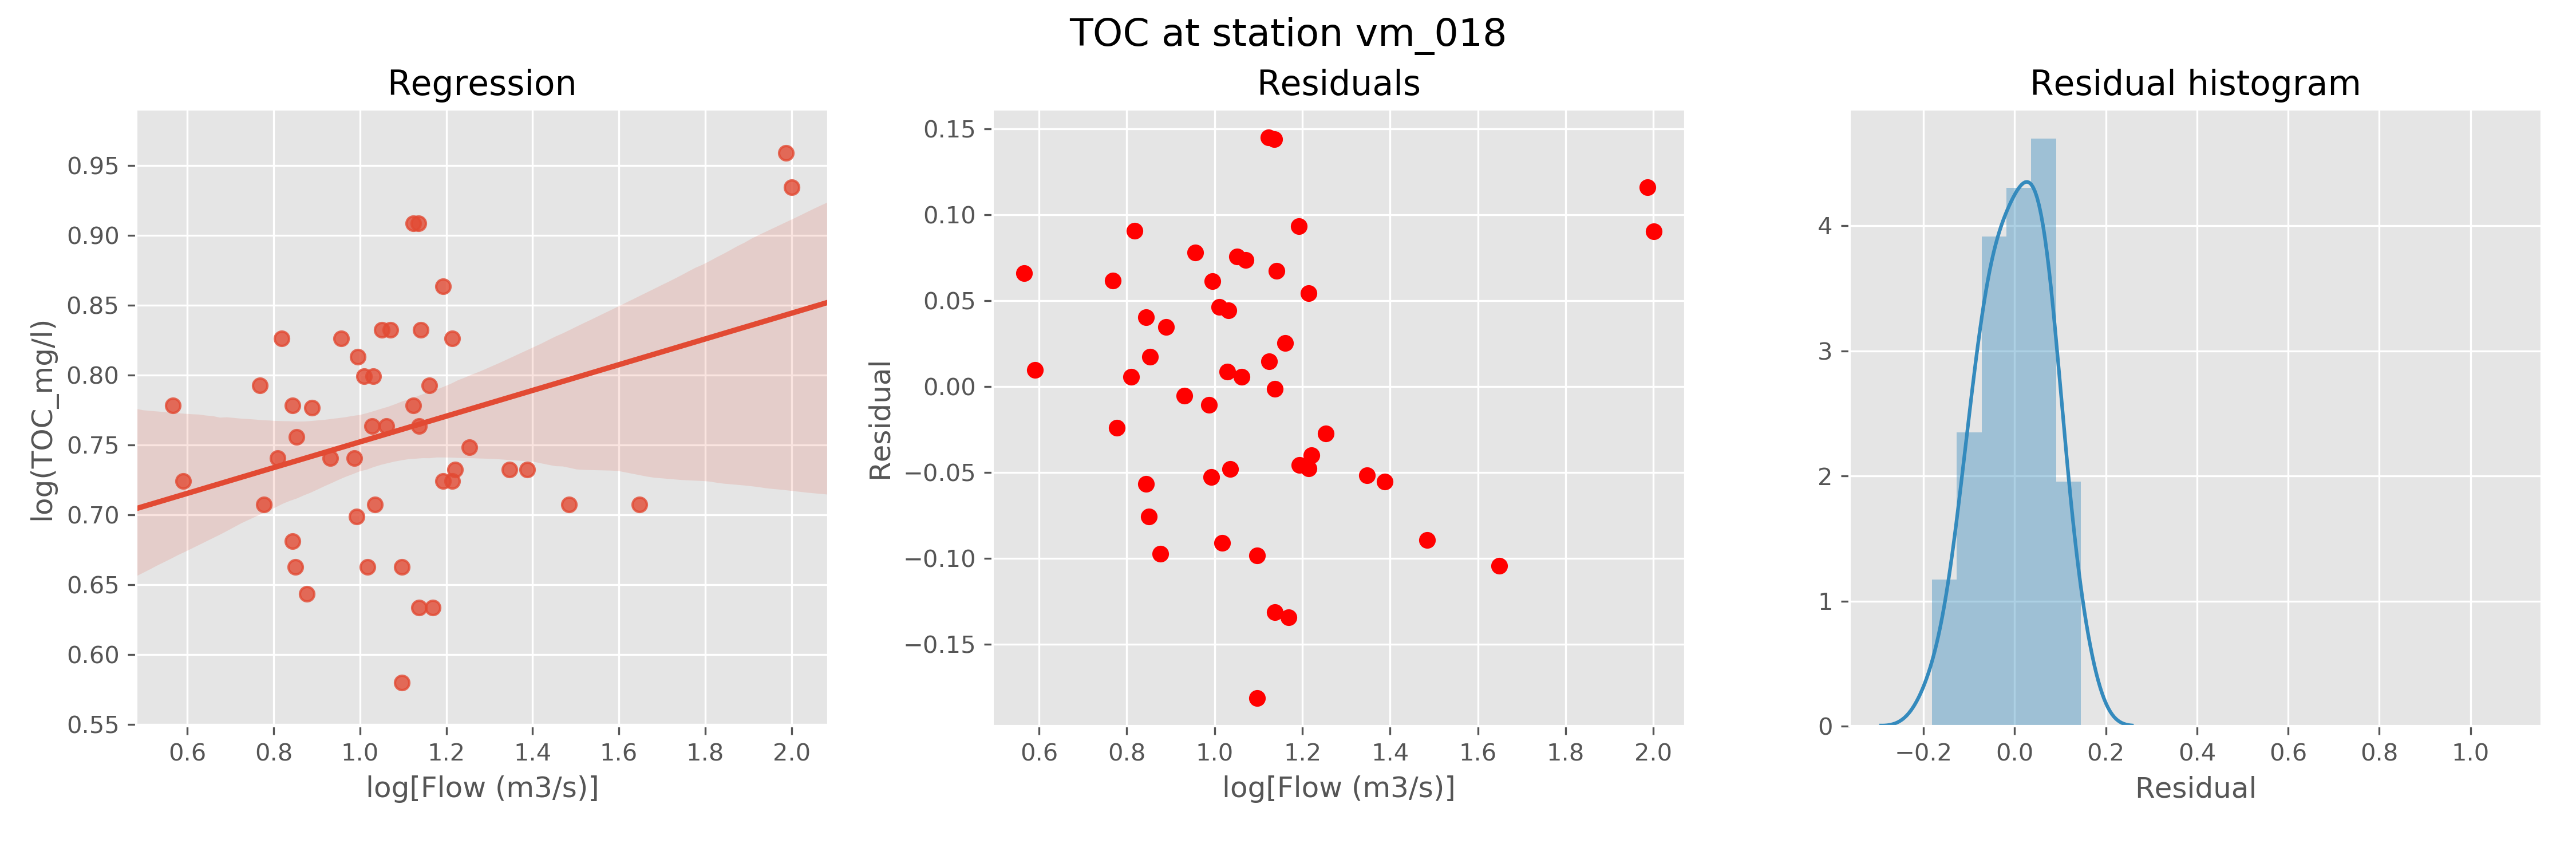 TOC at station vm_018
Regression
0.95
0.90
0.85
0.80
0.75
0.70
0.65
0.60
0.55
log(TOC_mg/l)
0.6 0.8 1.0 1.2 1.4 1.6 1.8 2.0
log[Flow (m3/s)]
Residuals
0.15
0.10
0.05
0.00
−0.05
−0.10
−0.15
Residual
0.6 0.8 1.0 1.2 1.4 1.6 1.8 2.0
log[Flow (m3/s)]
Residual histogram
4
3
2
1
0
−0.2 0.0 0.2 0.4 0.6 0.8 1.0
Residual